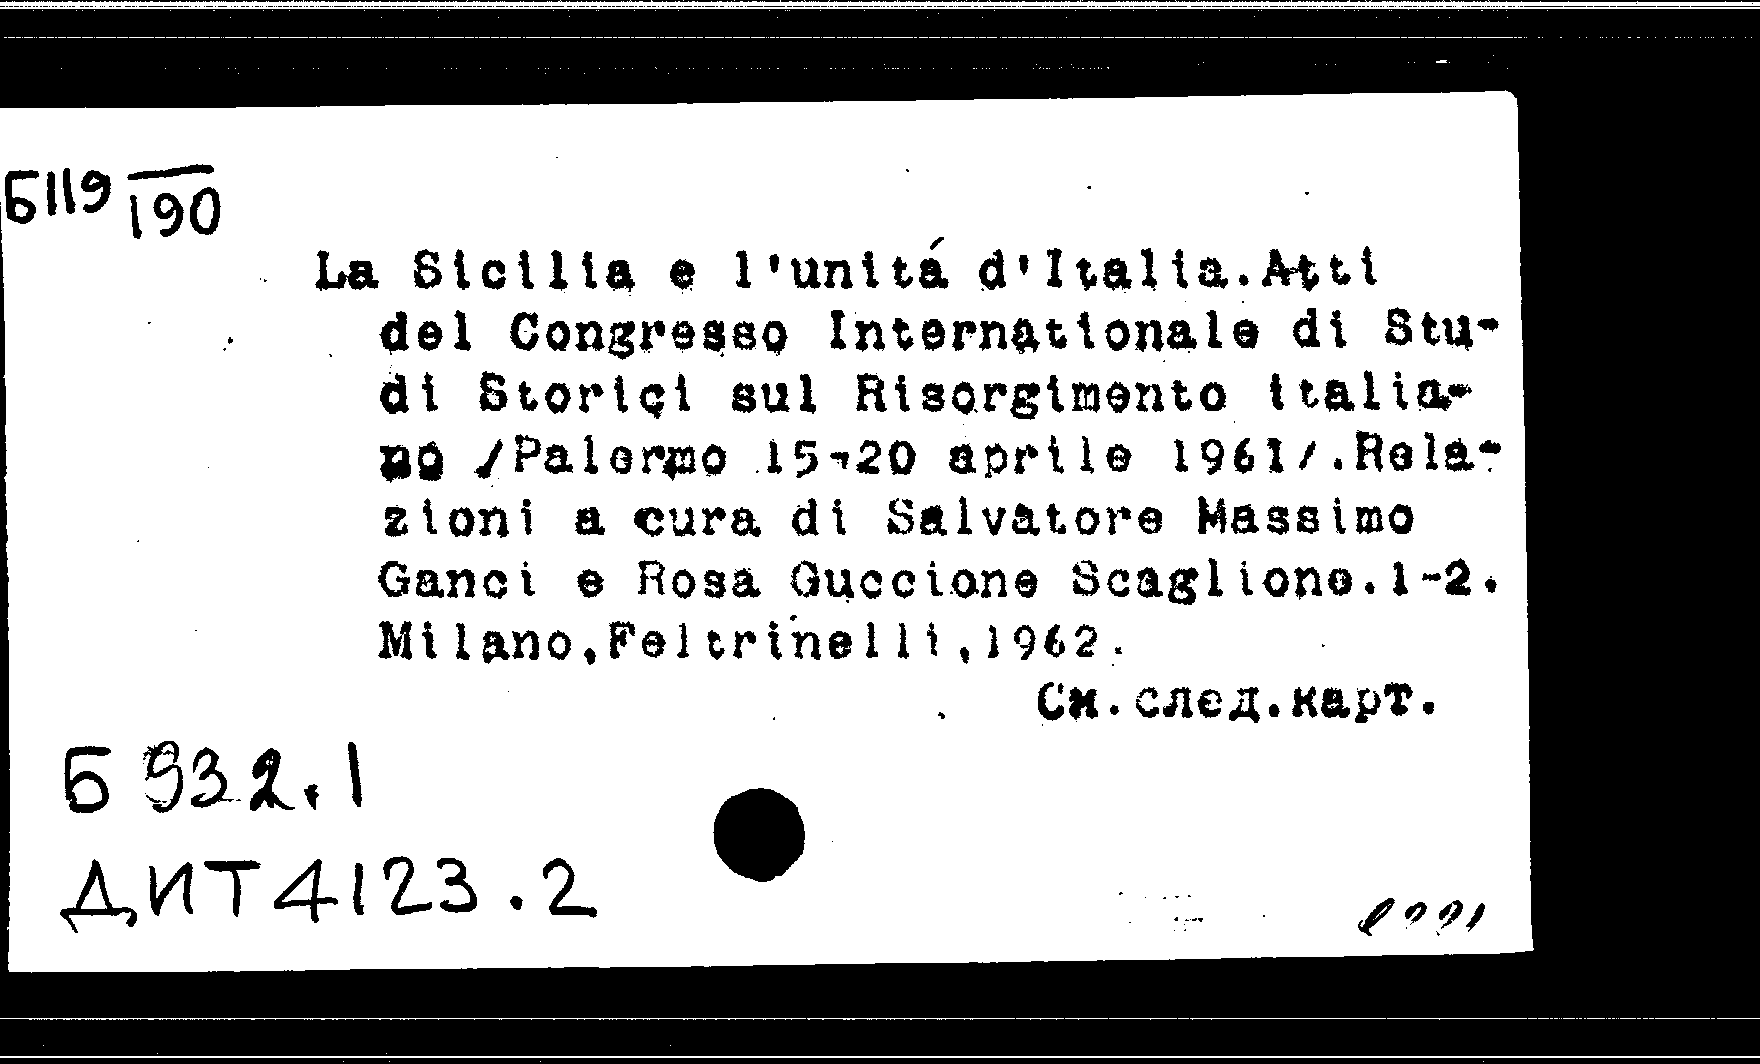 Б119 190
La Sicilia e l'unitá d'Italia.Atti
del Congresso Internationale di Stu-
di Storici sul Risorgimento italia-
no /Palermo 15-20 aprile 1961/.Rela-
zioni a cura di Salvatore Massimo
Ganci e Rosa Guccione Scaglione.1-2.
Milano,Feltrinelli,1962.
См.след.карт.
Б 932.1
ДИТ4123.2